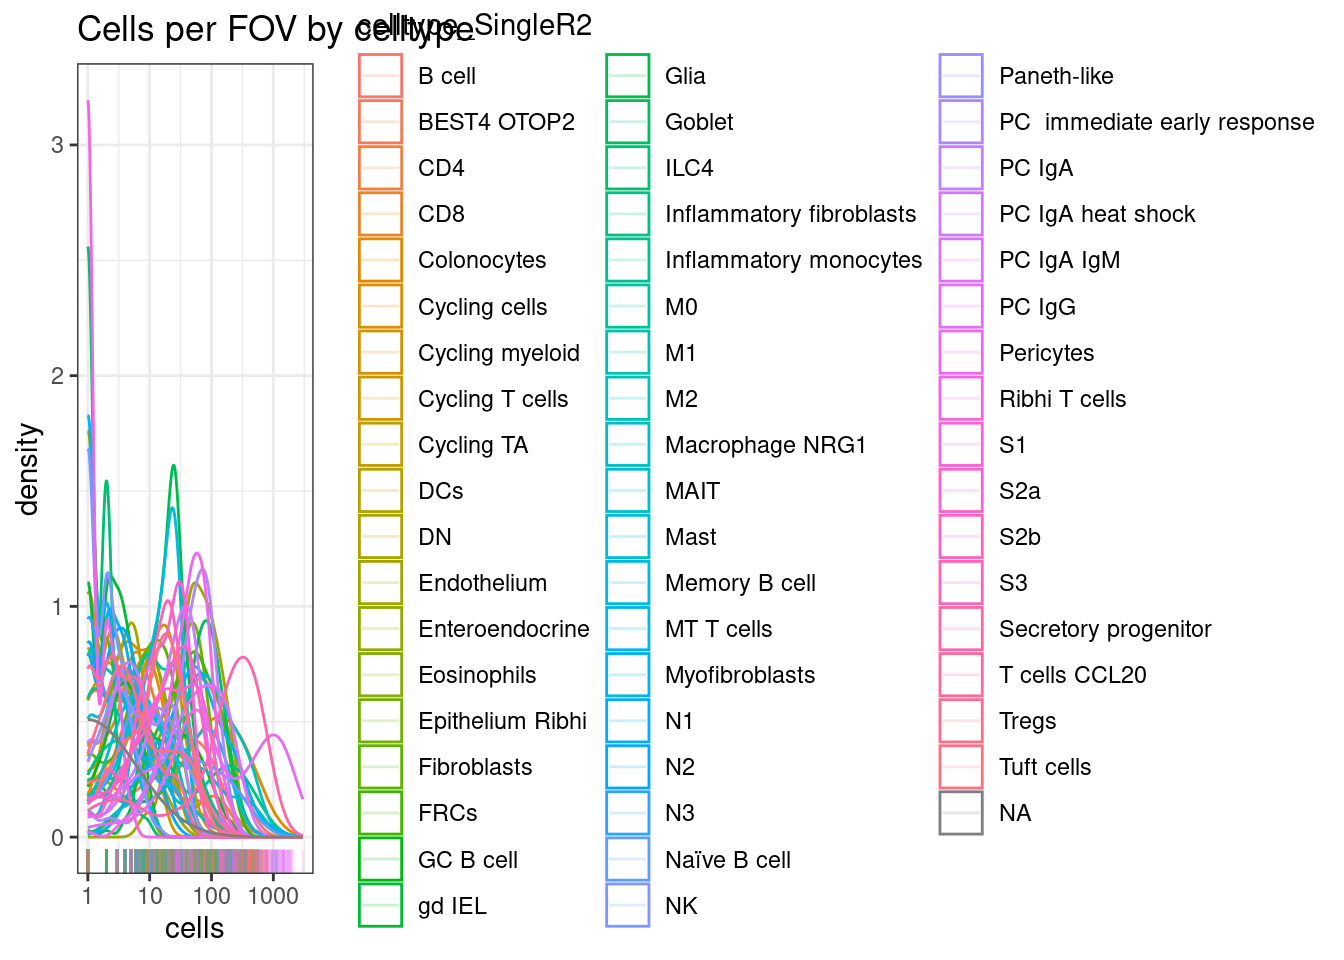 Cells per FOV by celltype
celltype_SingleR2
density
3
2
1
0
1
10
100
1000
cells
B cell
BEST4 OTOP2
CD4
CD8
Colonocytes
Cycling cells
Cycling myeloid
Cycling T cells
Cycling TA
DCs
DN
Endothelium
Enteroendocrine
Eosinophils
Epithelium Ribhi
Fibroblasts
FRCs
GC B cell
gd IEL
Glia
Goblet
ILC4
Inflammatory fibroblasts
Inflammatory monocytes
M0
M1
M2
Macrophage NRG1
MAIT
Mast
Memory B cell
MT T cells
Myofibroblasts
N1
N2
N3
Naïve B cell
NK
Paneth-like
PC  immediate early response
PC IgA
PC IgA heat shock
PC IgA IgM
PC IgG
Pericytes
Ribhi T cells
S1
S2a
S2b
S3
Secretory progenitor
T cells CCL20
Tregs
Tuft cells
NA